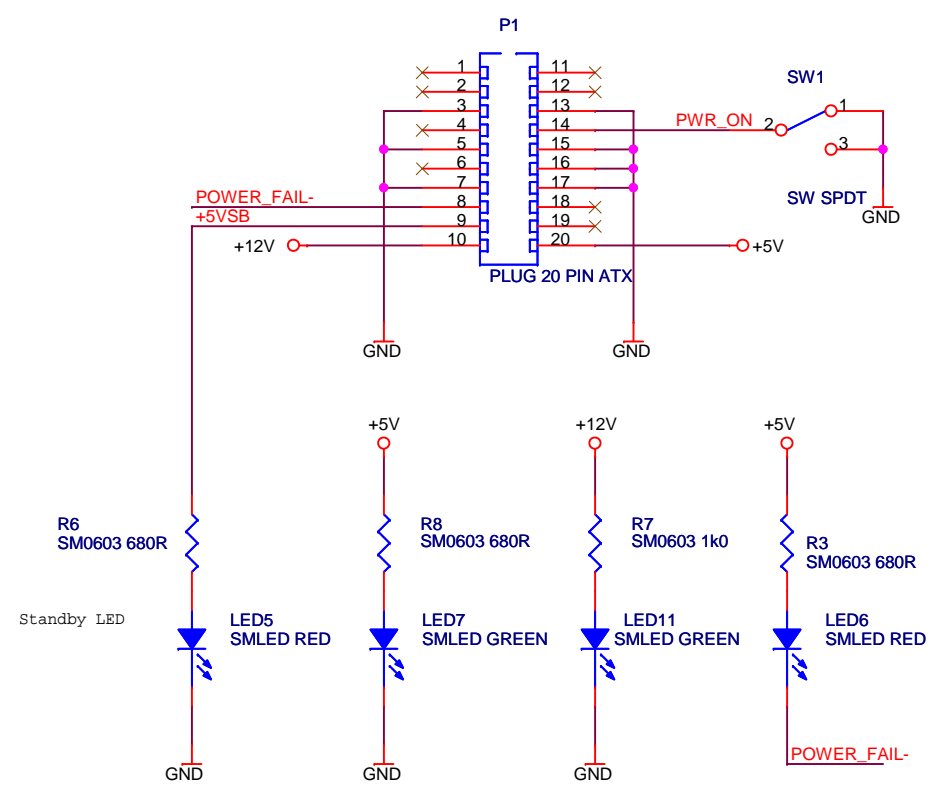 P1
1 11
2 12
3 13
4 14
5 15
6 16
7 17
8 18
9 19
10 20
PLUG 20 PIN ATX
POWER_FAIL-
+5VSB
+12V
+5V
PWR_ON
SW1
2
1
3
SW SPDT
GND
GND
GND
+5V
+12V
+5V
R6
SM0603 680R
R8
SM0603 680R
R7
SM0603 1k0
R3
SM0603 680R
Standby LED
LED5
SMLED RED
LED7
SMLED GREEN
LED11
SMLED GREEN
LED6
SMLED RED
GND
GND
GND
POWER_FAIL-